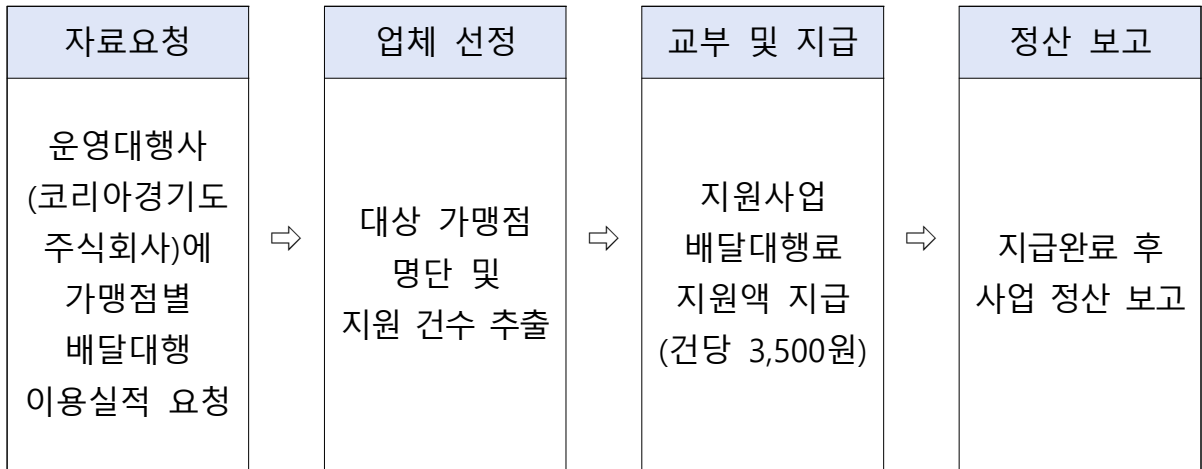 자료요청
운영대행사
(코리아경기도
주식회사)에
가맹점별
배달대행
이용실적 요청
⇨
업체 선정
대상 가맹점
명단 및
지원 건수 추출
⇨
교부 및 지급
지원사업
배달대행료
지원액 지급
(건당 3,500원)
⇨
정산 보고
지급완료 후
사업 정산 보고